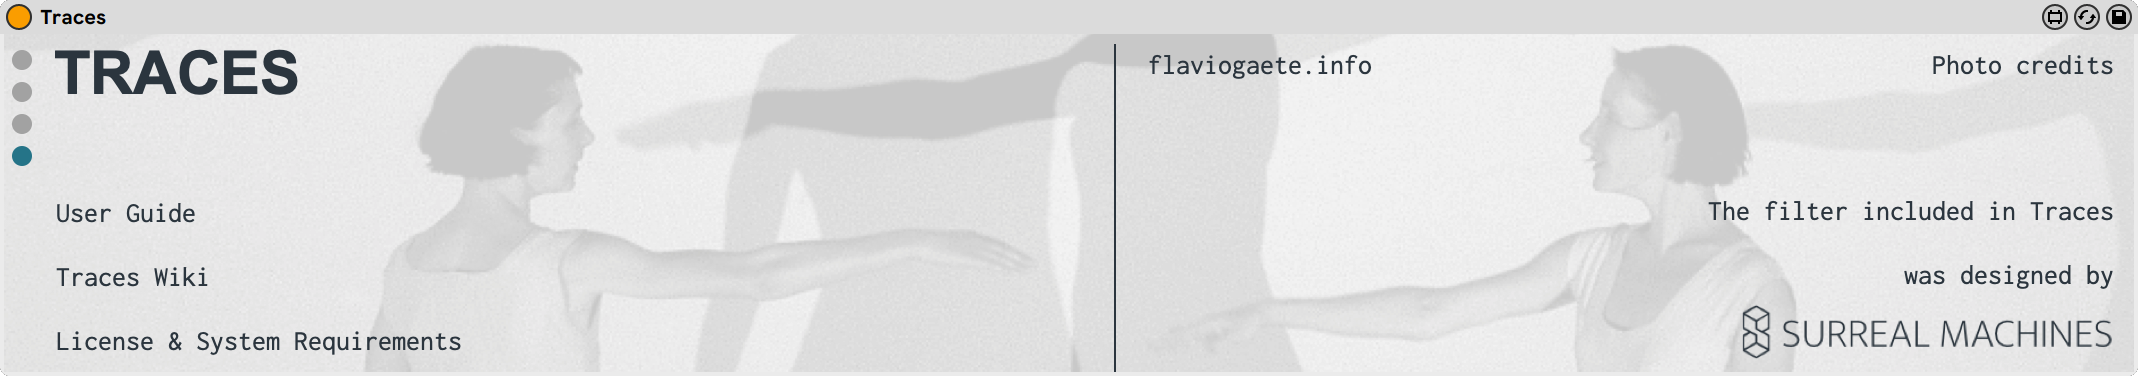 Traces
TRACES
User Guide
Traces Wiki
License & System Requirements
flaviogaete.info
Photo credits
The filter included in Traces
was designed by
SURREAL MACHINES